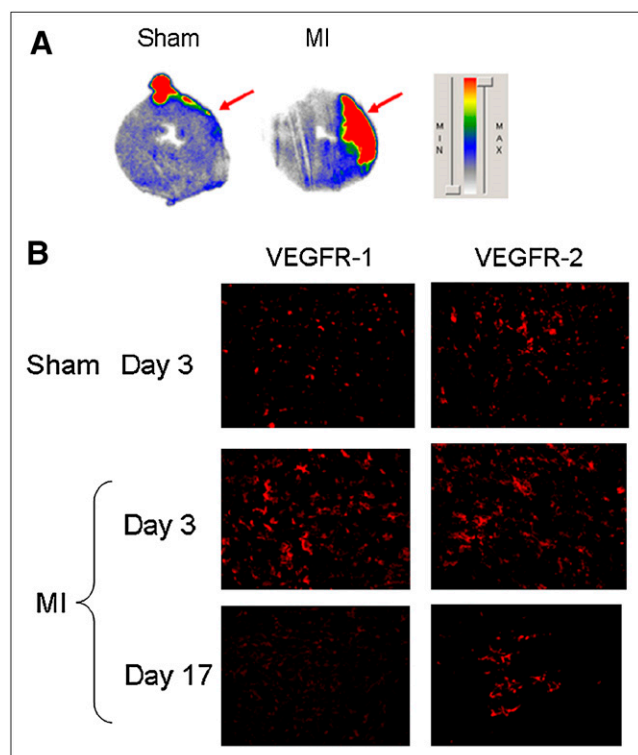 A
Sham
MI
MIN
MAX
B
VEGFR-1
VEGFR-2
Sham Day 3
Day 3
MI
Day 17